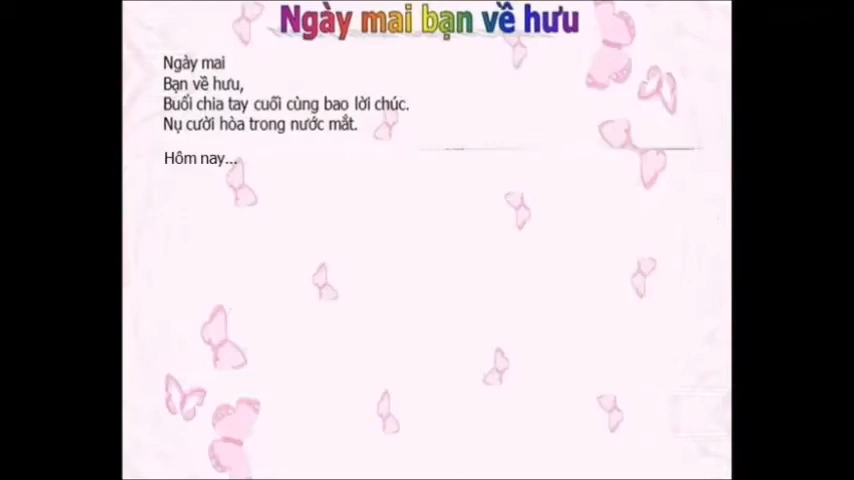 Ngày mai bạn về hưu
Ngày mai
Bạn về hưu,
Buổi chia tay cuối cùng bao lời chúc.
Nụ cười hòa trong nước mắt.
Hôm nay...